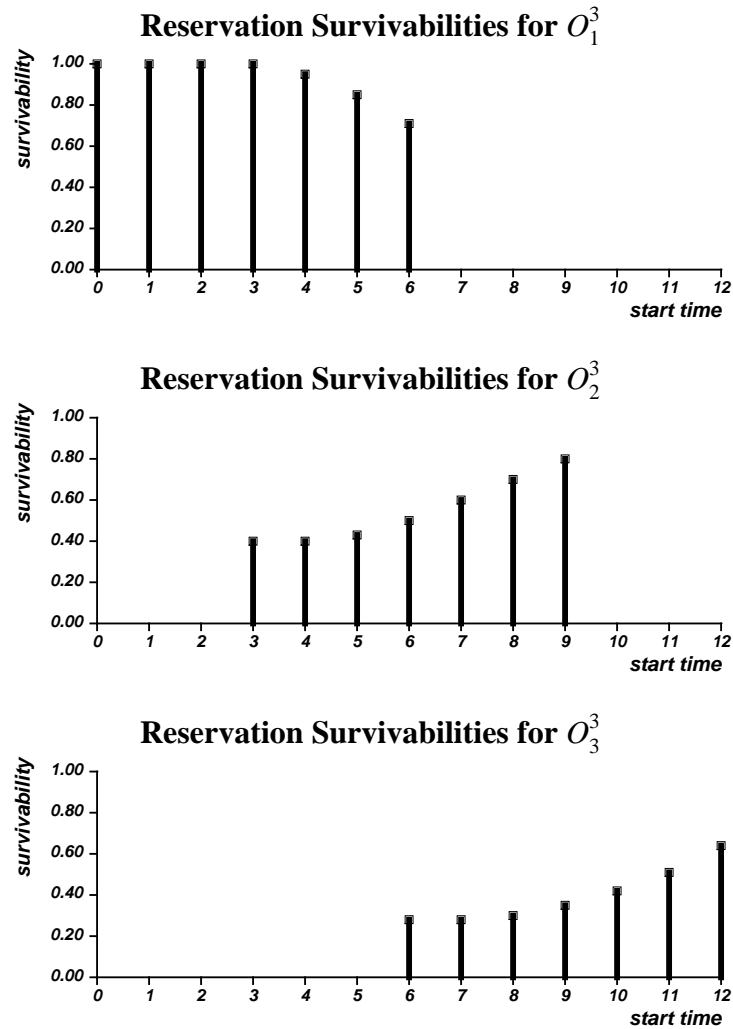 Reservation Survivabilities for O₁³
survivability
1.00
0.80
0.60
0.40
0.20
0.00
0 1 2 3 4 5 6 7 8 9 10 11 12
start time
Reservation Survivabilities for O₂³
survivability
1.00
0.80
0.60
0.40
0.20
0.00
0 1 2 3 4 5 6 7 8 9 10 11 12
start time
Reservation Survivabilities for O₃³
survivability
1.00
0.80
0.60
0.40
0.20
0.00
0 1 2 3 4 5 6 7 8 9 10 11 12
start time